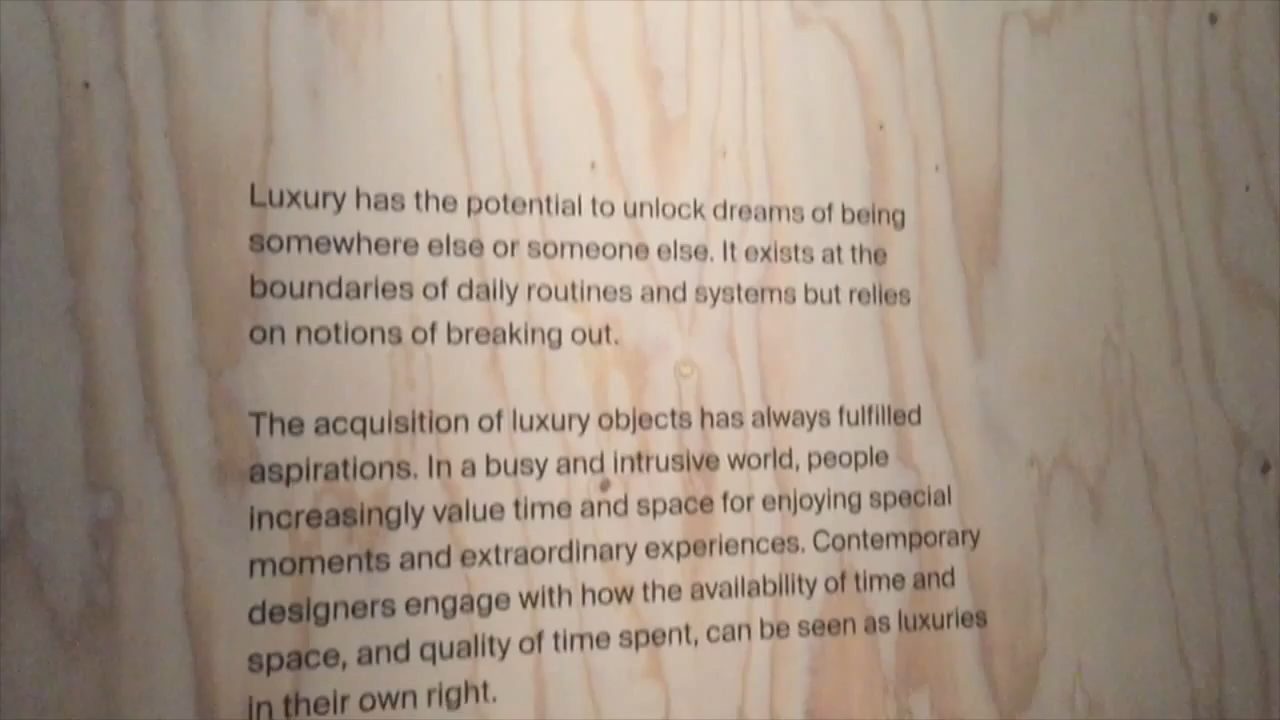 Luxury has the potential to unlock dreams of being
somewhere else or someone else. It exists at the
boundaries of daily routines and systems but relies
on notions of breaking out.
The acquisition of luxury objects has always fulfilled
aspirations. In a busy and intrusive world, people
increasingly value time and space for enjoying special
moments and extraordinary experiences. Contemporary
designers engage with how the availability of time and
space, and quality of time spent, can be seen as luxuries
in their own right.